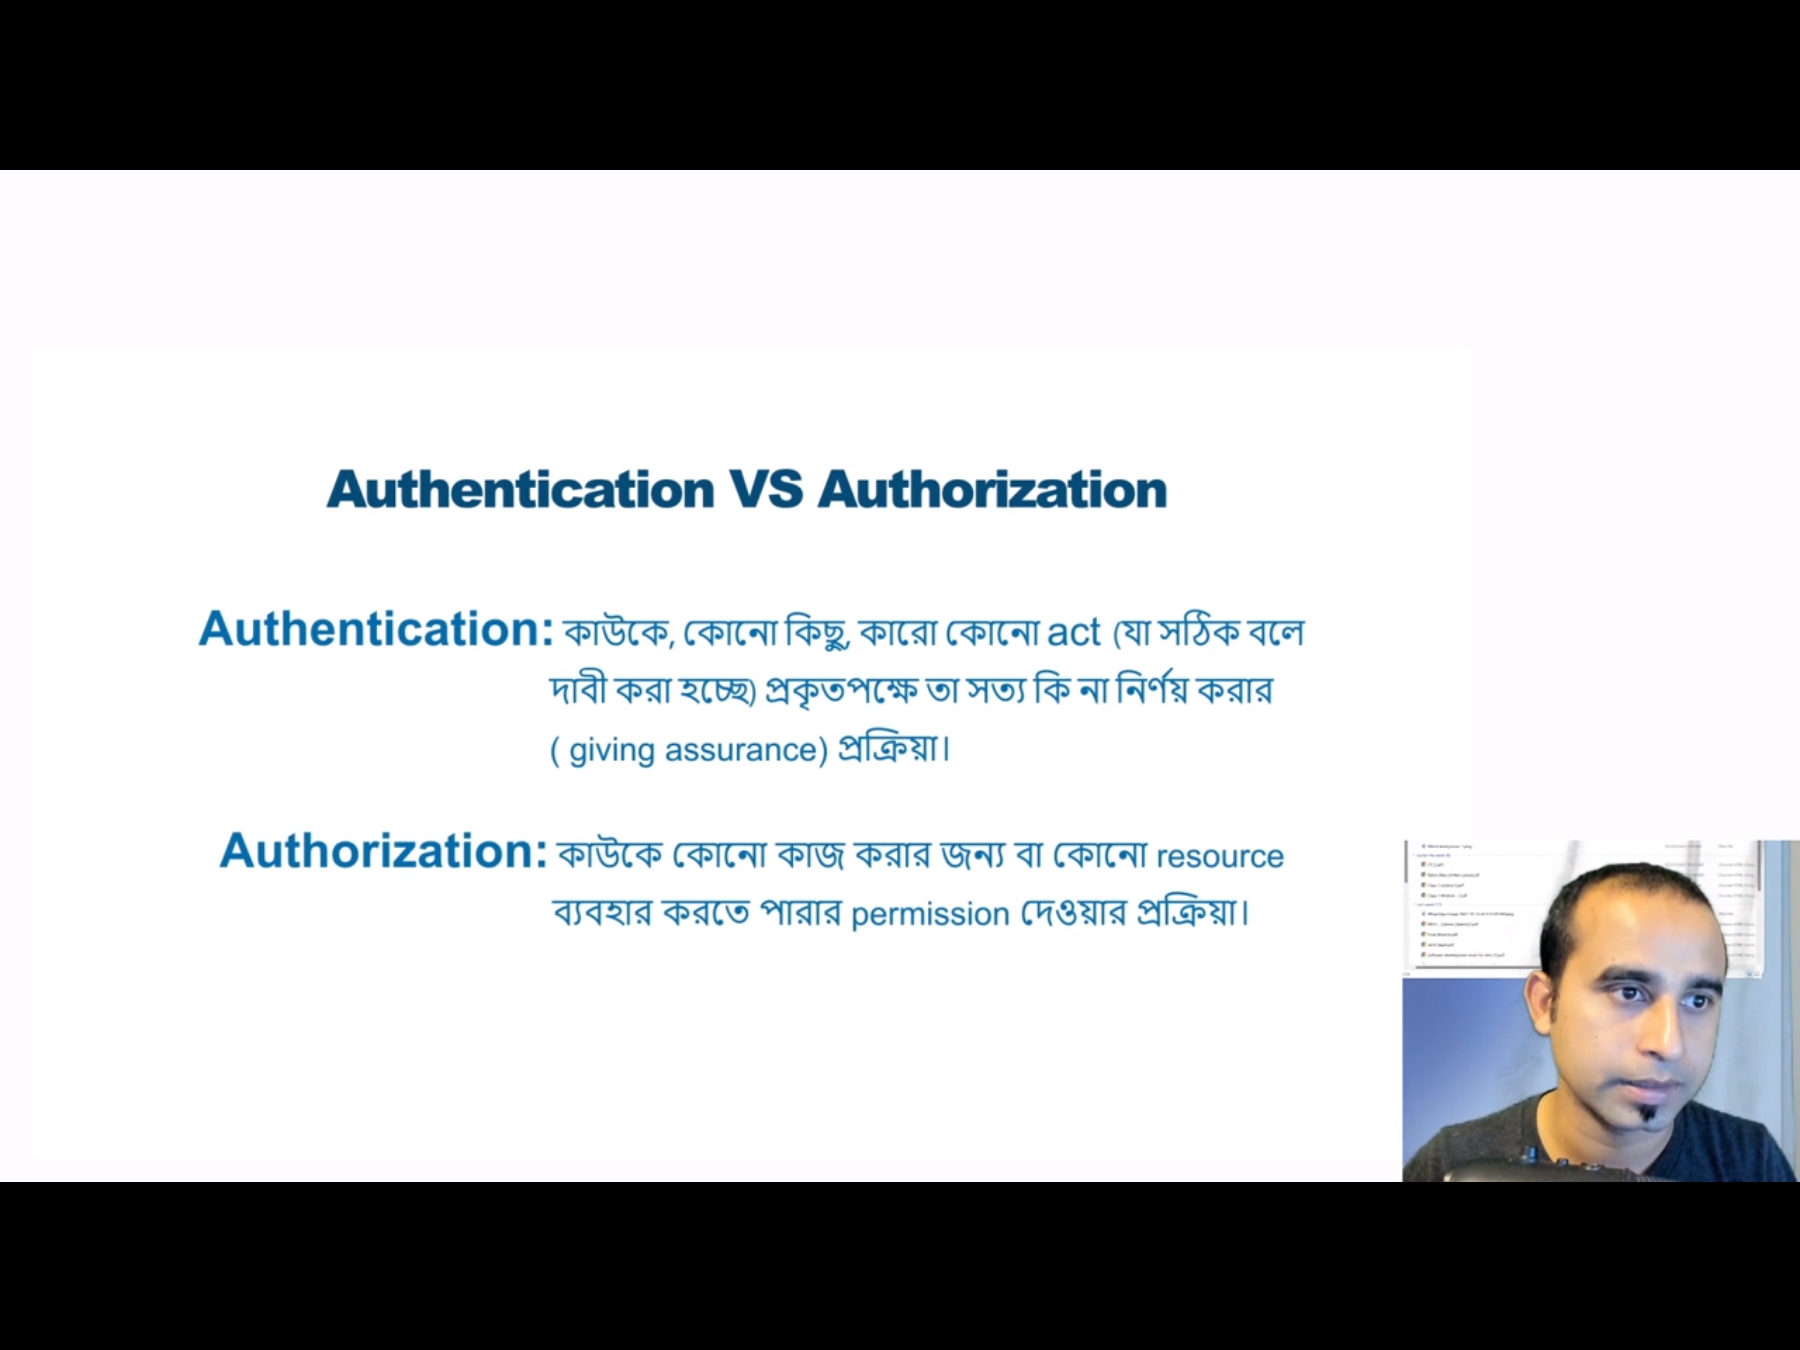 Authentication VS Authorization
Authentication: কাউকে, কোনো কিছু, কারো কোনো act (যা সঠিক বলে
দাবী করা হচ্ছে) প্রকৃতপক্ষে তা সত্য কি না নির্ণয় করার
( giving assurance) প্রক্রিয়া।
Authorization: কাউকে কোনো কাজ করার জন্য বা কোনো resource
ব্যবহার করতে পারার permission দেওয়ার প্রক্রিয়া।